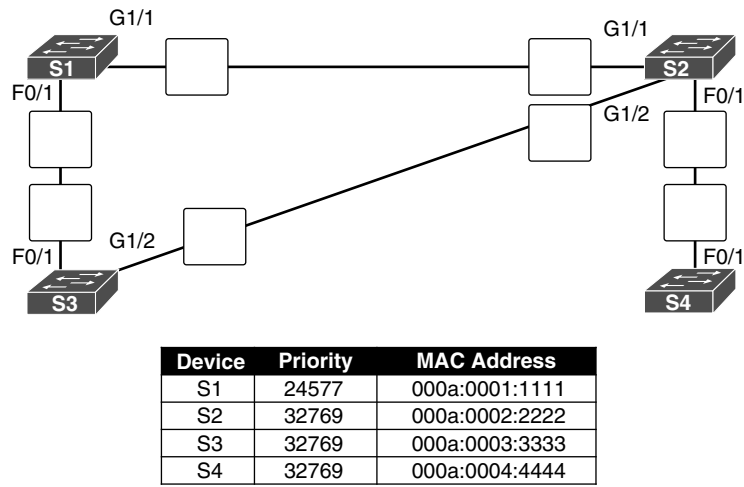 G1/1
G1/1
S1
S2
F0/1
F0/1
G1/2
G1/2
F0/1
F0/1
S3
S4
Device Priority MAC Address
S1 24577 000a:0001:1111
S2 32769 000a:0002:2222
S3 32769 000a:0003:3333
S4 32769 000a:0004:4444